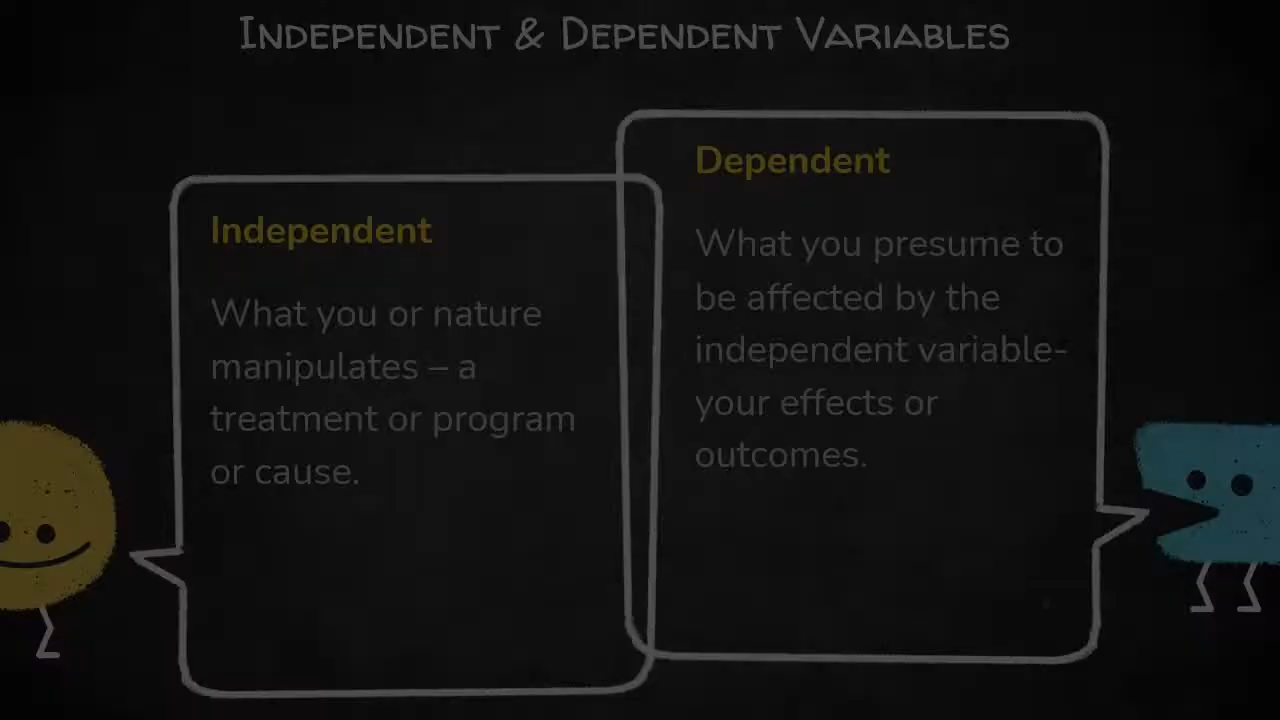 Independent & Dependent Variables
Independent
What you or nature
manipulates – a
treatment or program
or cause.
Dependent
What you presume to
be affected by the
independent variable-
your effects or
outcomes.